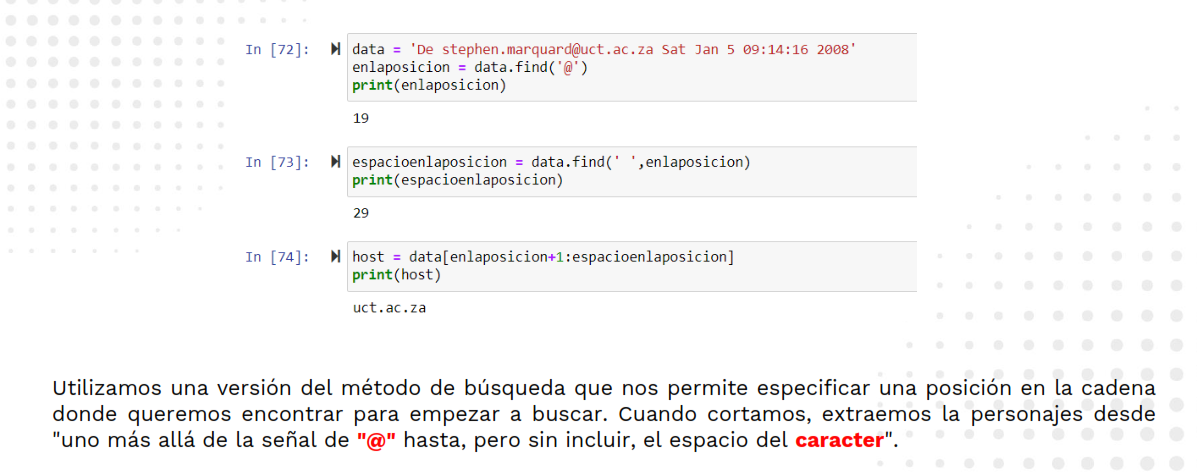 In [72]: data = 'De stephen.marquard@uct.ac.za Sat Jan 5 09:14:16 2008'
enlaposicion = data.find('@')
print(enlaposicion)
19
In [73]: espacioenlaposicion = data.find(' ',enlaposicion)
print(espacioenlaposicion)
29
In [74]: host = data[enlaposicion+1:espacioenlaposicion]
print(host)
uct.ac.za
Utilizamos una versión del método de búsqueda que nos permite especificar una posición en la cadena
donde queremos encontrar para empezar a buscar. Cuando cortamos, extraemos la personajes desde
"uno más allá de la señal de "@" hasta, pero sin incluir, el espacio del caracter".